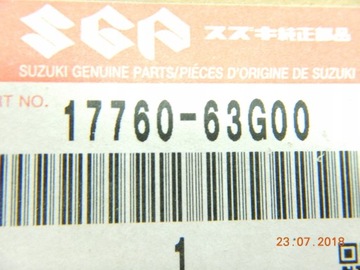 SGP スズキ純正部品
SUZUKI GENUINE PARTS/PIÈCES D'ORIGINE DE SUZUKI
NT NO. 17760-63G00
1
23.07.2018